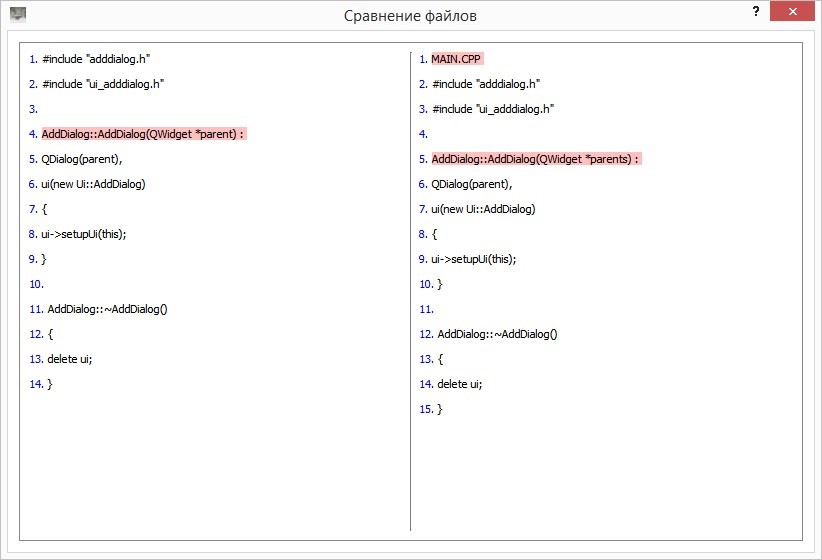 Сравнение файлов
?
1. #include "adddialog.h"
2. #include "ui_adddialog.h"
3.
4. AddDialog::AddDialog(QWidget *parent) :
5. QDialog(parent),
6. ui(new Ui::AddDialog)
7. {
8. ui->setupUi(this);
9. }
10.
11. AddDialog::~AddDialog()
12. {
13. delete ui;
14. }
1. MAIN.CPP
2. #include "adddialog.h"
3. #include "ui_adddialog.h"
4.
5. AddDialog::AddDialog(QWidget *parents) :
6. QDialog(parent),
7. ui(new Ui::AddDialog)
8. {
9. ui->setupUi(this);
10. }
11.
12. AddDialog::~AddDialog()
13. {
14. delete ui;
15. }